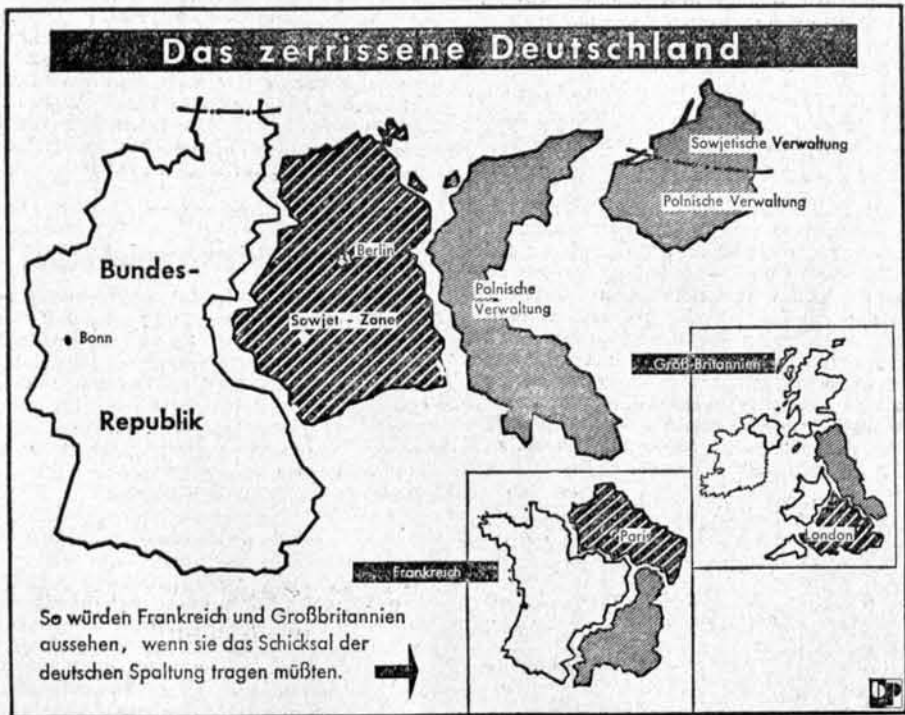 Das zerrissene Deutschland
Sowjetische Verwaltung
Polnische Verwaltung
Berlin
Bundes-
Polnische
Verwaltung
Sowjet - Zone
Bonn
Groß-Britannien
Republik
London
Paris
Frankreich
So würden Frankreich und Großbritannien
aussehen, wenn sie das Schicksal der
deutschen Spaltung tragen müßten.